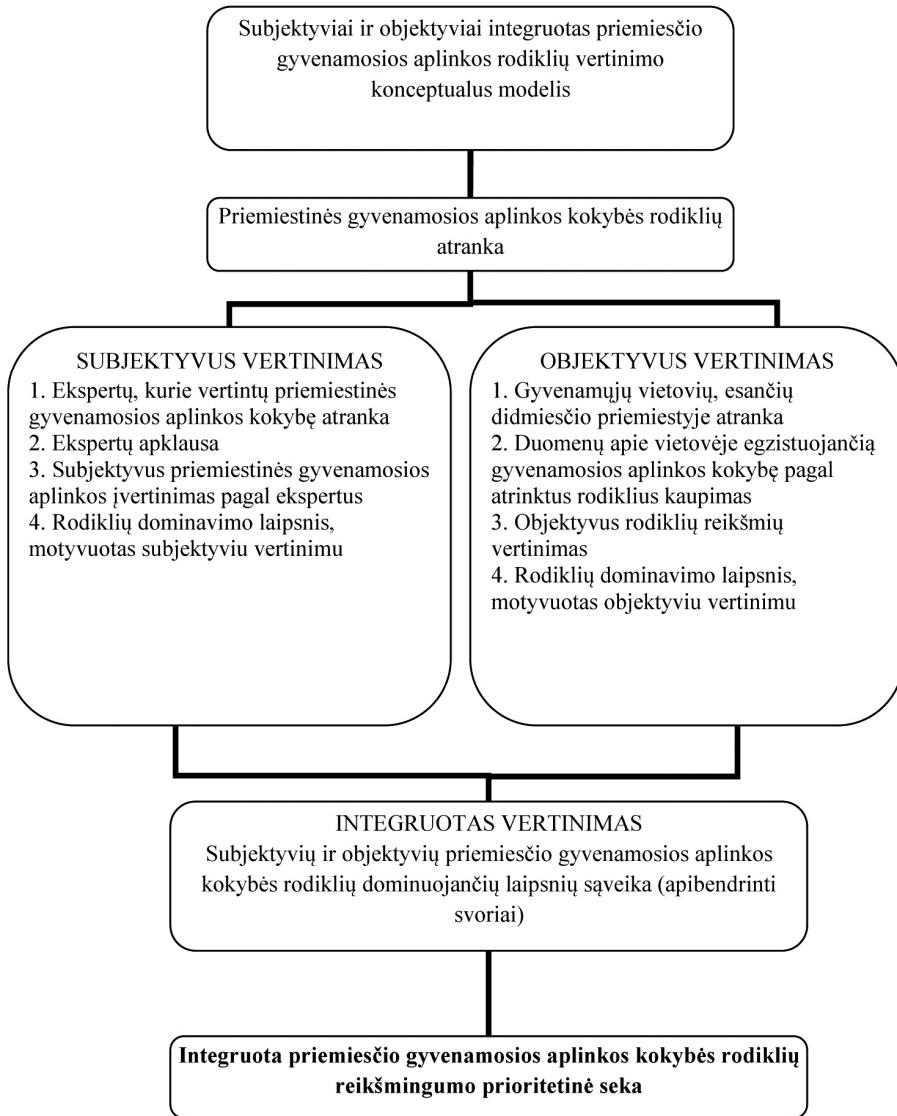 Subjektyviai ir objektyviai integruotas priemiesčio
gyvenamosios aplinkos rodiklių vertinimo
konceptualus modelis
Priemiestinės gyvenamosios aplinkos kokybės rodiklių
atranka
SUBJEKTYVUS VERTINIMAS
1. Ekspertų, kurie vertintų priemiestinės
gyvenamosios aplinkos kokybę atranka
2. Ekspertų apklausa
3. Subjektyvus priemiestinės gyvenamosios
aplinkos įvertinimas pagal ekspertus
4. Rodiklių dominavimo laipsnis,
motyvuotas subjektyviu vertinimu
OBJEKTYVUS VERTINIMAS
1. Gyvenamųjų vietovių, esančių
didmiesčio priemiestyje atranka
2. Duomenų apie vietovėje egzistuojančią
gyvenamosios aplinkos kokybę pagal
atrinktus rodiklius kaupimas
3. Objektyvus rodiklių reikšmių
vertinimas
4. Rodiklių dominavimo laipsnis,
motyvuotas objektyviu vertinimu
INTEGRUOTAS VERTINIMAS
Subjektyvių ir objektyvių priemiesčio gyvenamosios aplinkos
kokybės rodiklių dominuojančių laipsnių sąveika (apibendrinti
svoriai)
Integruota priemiesčio gyvenamosios aplinkos kokybės rodiklių
reikšmingumo prioritetinė seka